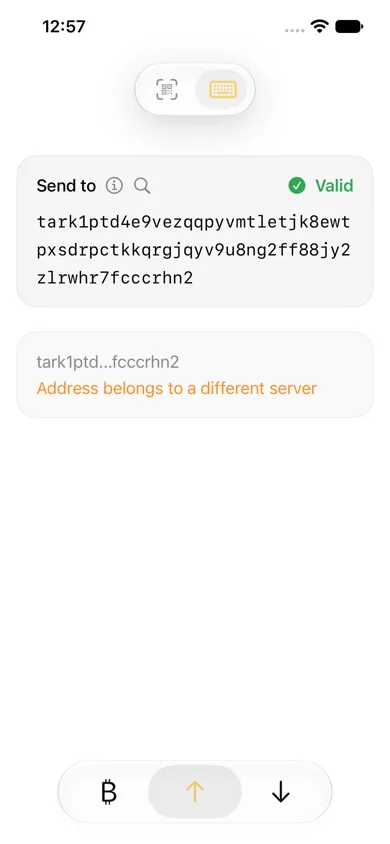 12:57
Send to
Valid
tark1ptd4e9vezqqpyvmtletjk8ewt
pxsdrpctkkqrgjqyv9u8ng2ff88jy2
zlrwhr7fcccrhn2
tark1ptd...fcccrhn2
Address belongs to a different server